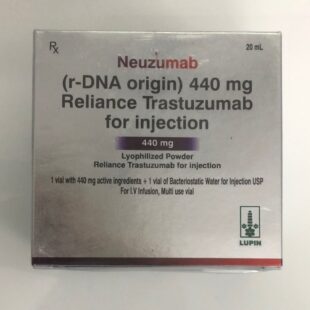 Rx
Neuzumab
20 mL
(r-DNA origin) 440 mg
Reliance Trastuzumab
for injection
440 mg
Lyophilized Powder
Reliance Trastuzumab for injection
1 vial with 440 mg active ingredients + 1 vial of Bacteriostatic Water for Injection USP
For I.V Infusion, Multi use vial
LUPIN